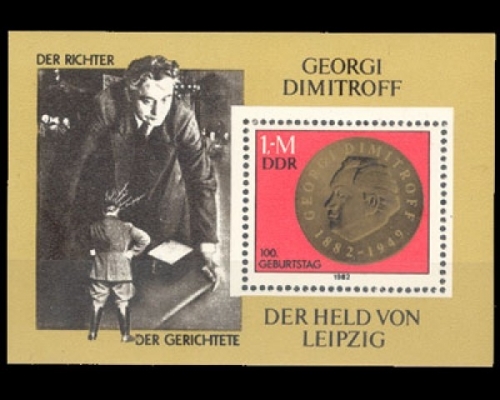 DER RICHTER
GEORGI
DIMITROFF
1.-M
DDR
GEORGI DIMITROFF
1882-1949
100.
GEBURTSTAG
1982
DER GERICHTETE
DER HELD VON
LEIPZIG